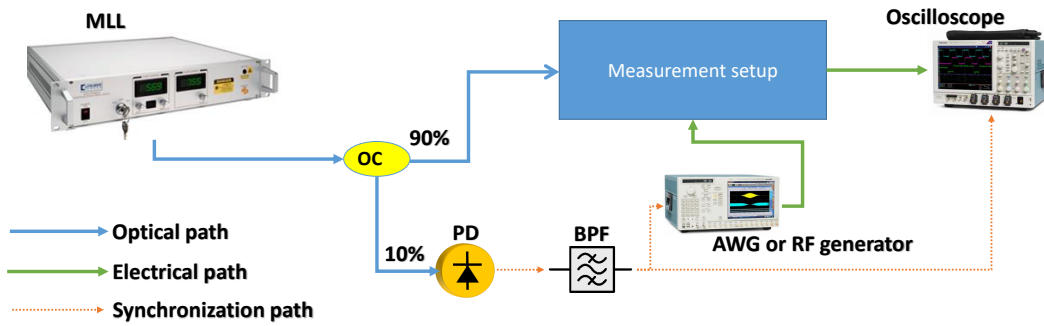 MLL
Oscilloscope
Measurement setup
90%
OC
PD
BPF
AWG or RF generator
10%
Optical path
Electrical path
Synchronization path